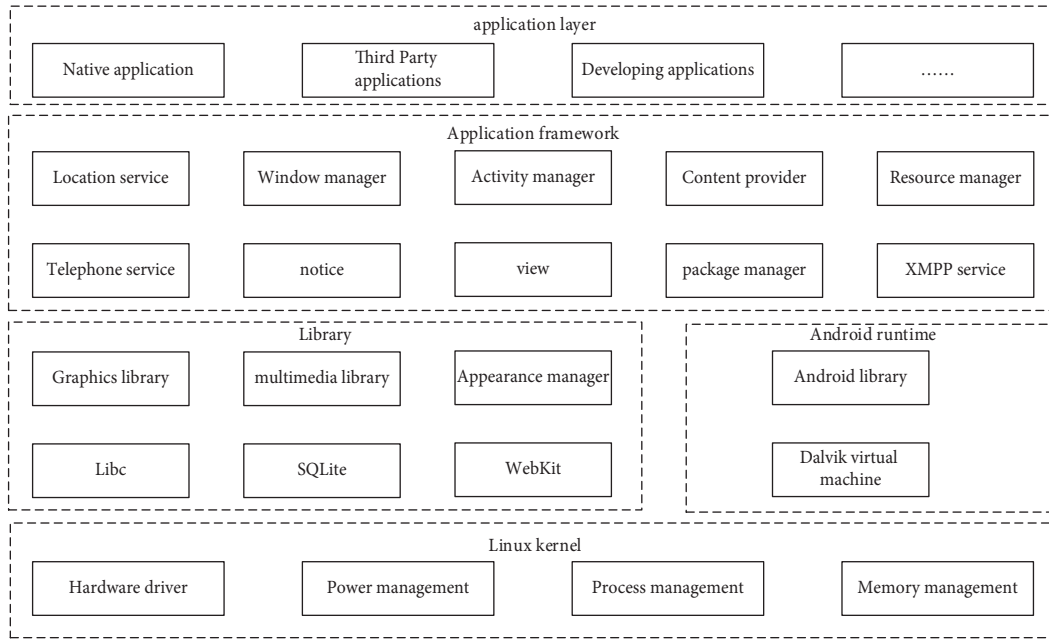 application layer
Native application
Third Party
applications
Developing applications
……
Application framework
Location service
Window manager
Activity manager
Content provider
Resource manager
Telephone service
notice
view
package manager
XMPP service
Library
Graphics library
multimedia library
Appearance manager
Libc
SQLite
WebKit
Android runtime
Android library
Dalvik virtual
machine
Linux kernel
Hardware driver
Power management
Process management
Memory management